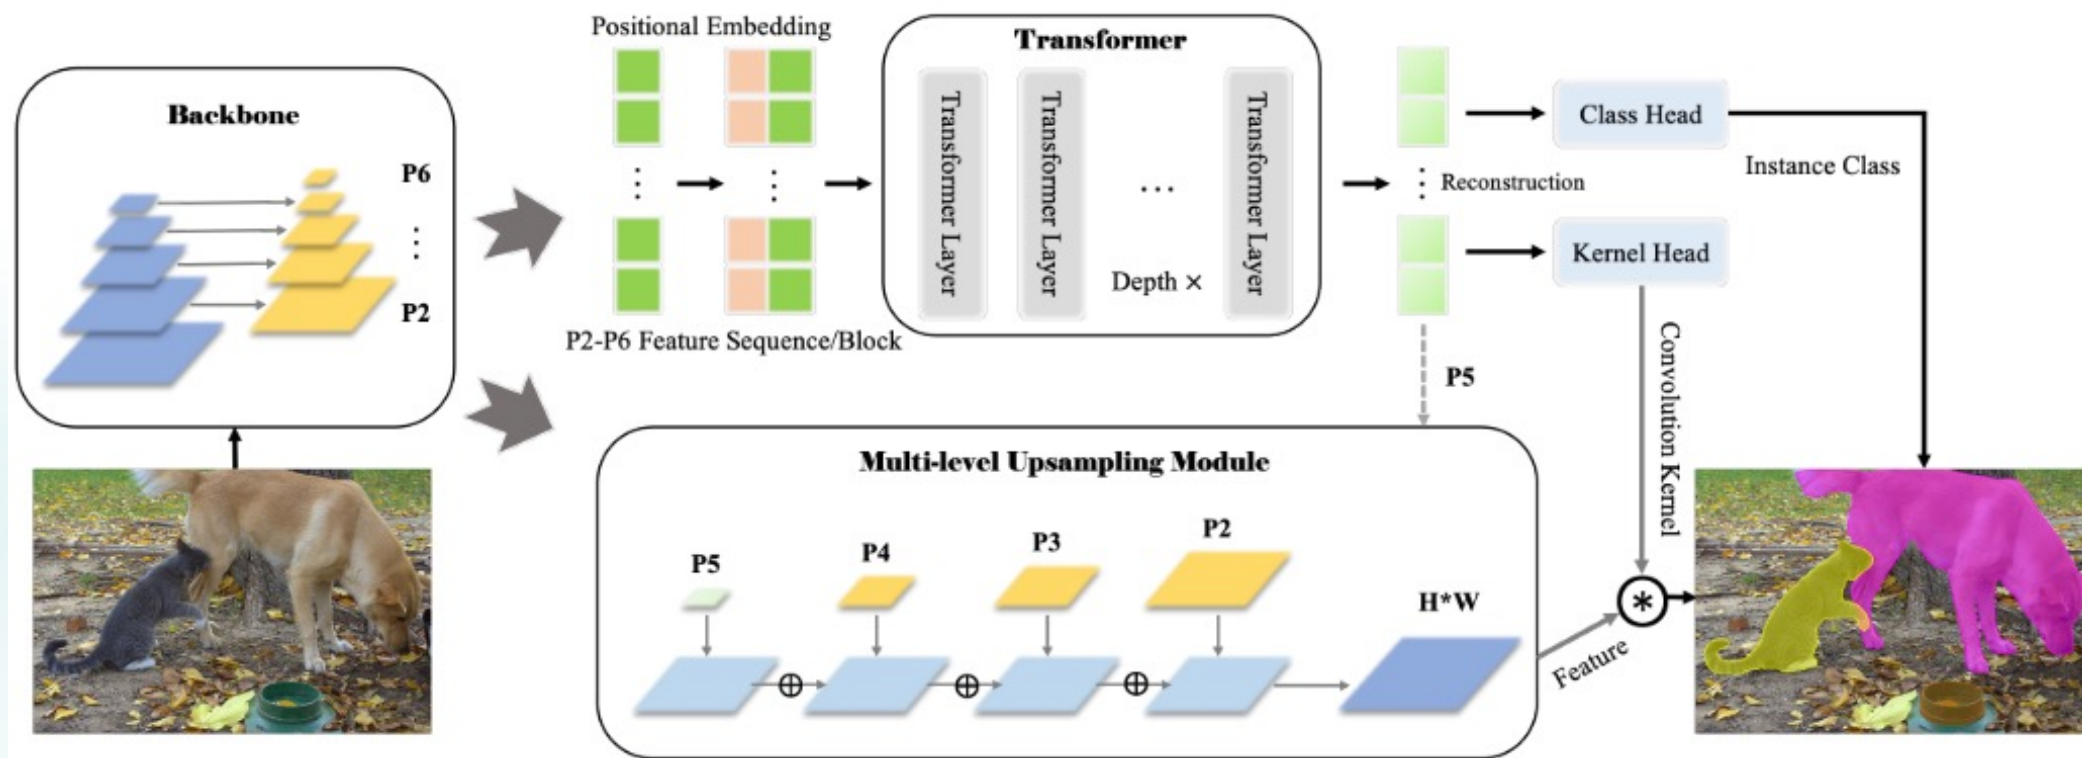 Backbone
P6
P2
Positional Embedding
P2-P6 Feature Sequence/Block
Transformer
Transformer Layer
Transformer Layer
...
Transformer Layer
Depth ×
Reconstruction
Class Head
Kernel Head
Instance Class
Convolution Kernel
P5
Multi-level Upsampling Module
P5
P4
P3
P2
H*W
Feature